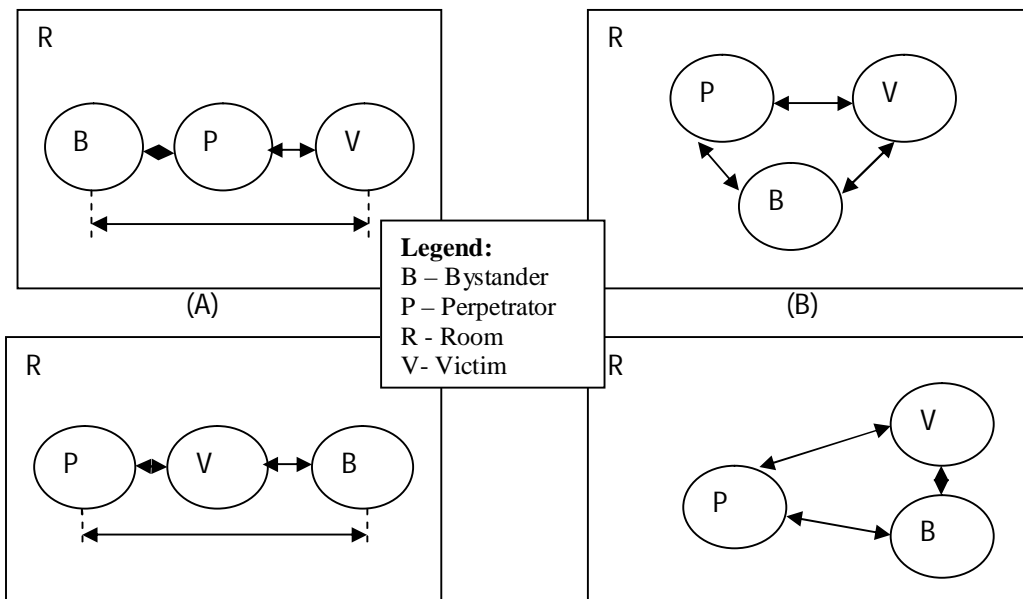 R
B
P
V
(A)
R
P
V
B
(B)
Legend:
B – Bystander
P – Perpetrator
R - Room
V- Victim
R
P
V
B
R
V
P
B